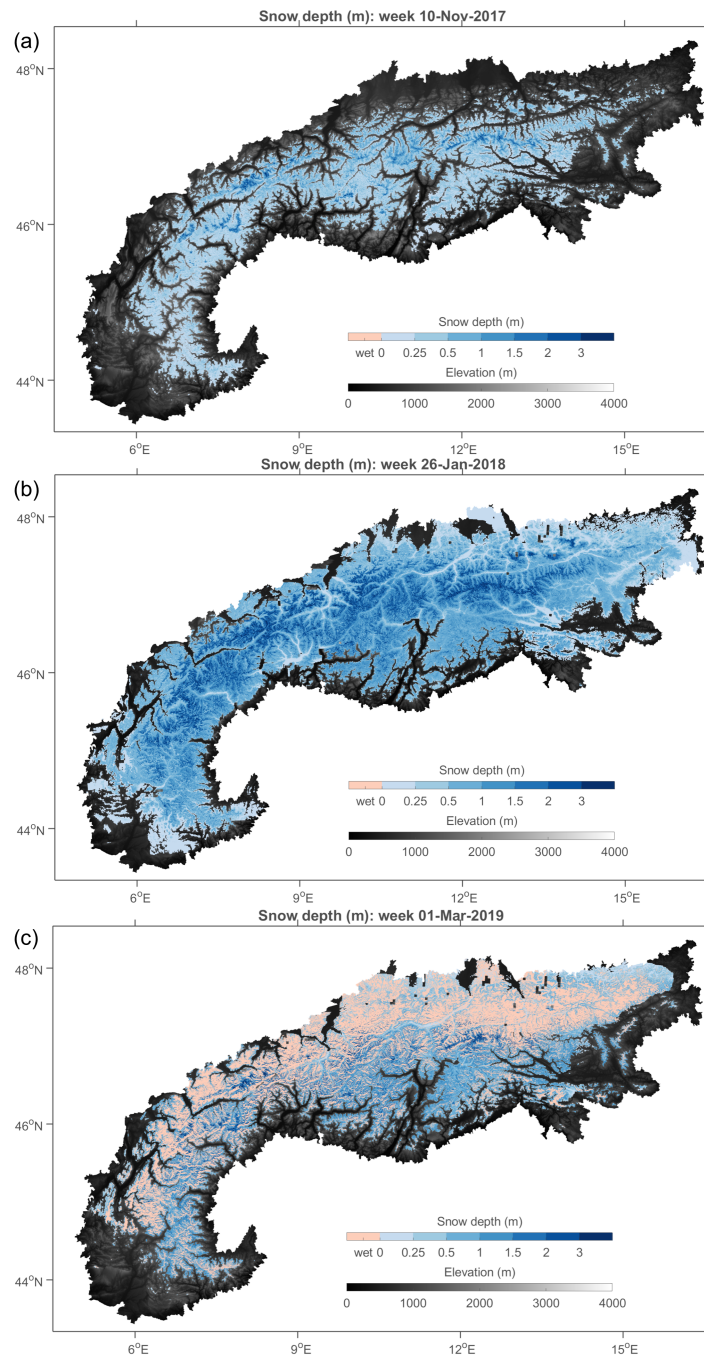 (a)
Snow depth (m): week 10-Nov-2017
48°N
46°N
44°N
Snow depth (m)
wet 0 0.25 0.5 1 1.5 2 3
Elevation (m)
0 1000 2000 3000 4000
6°E 9°E 12°E 15°E
(b)
Snow depth (m): week 26-Jan-2018
48°N
46°N
44°N
Snow depth (m)
wet 0 0.25 0.5 1 1.5 2 3
Elevation (m)
0 1000 2000 3000 4000
6°E 9°E 12°E 15°E
(c)
Snow depth (m): week 01-Mar-2019
48°N
46°N
44°N
Snow depth (m)
wet 0 0.25 0.5 1 1.5 2 3
Elevation (m)
0 1000 2000 3000 4000
6°E 9°E 12°E 15°E